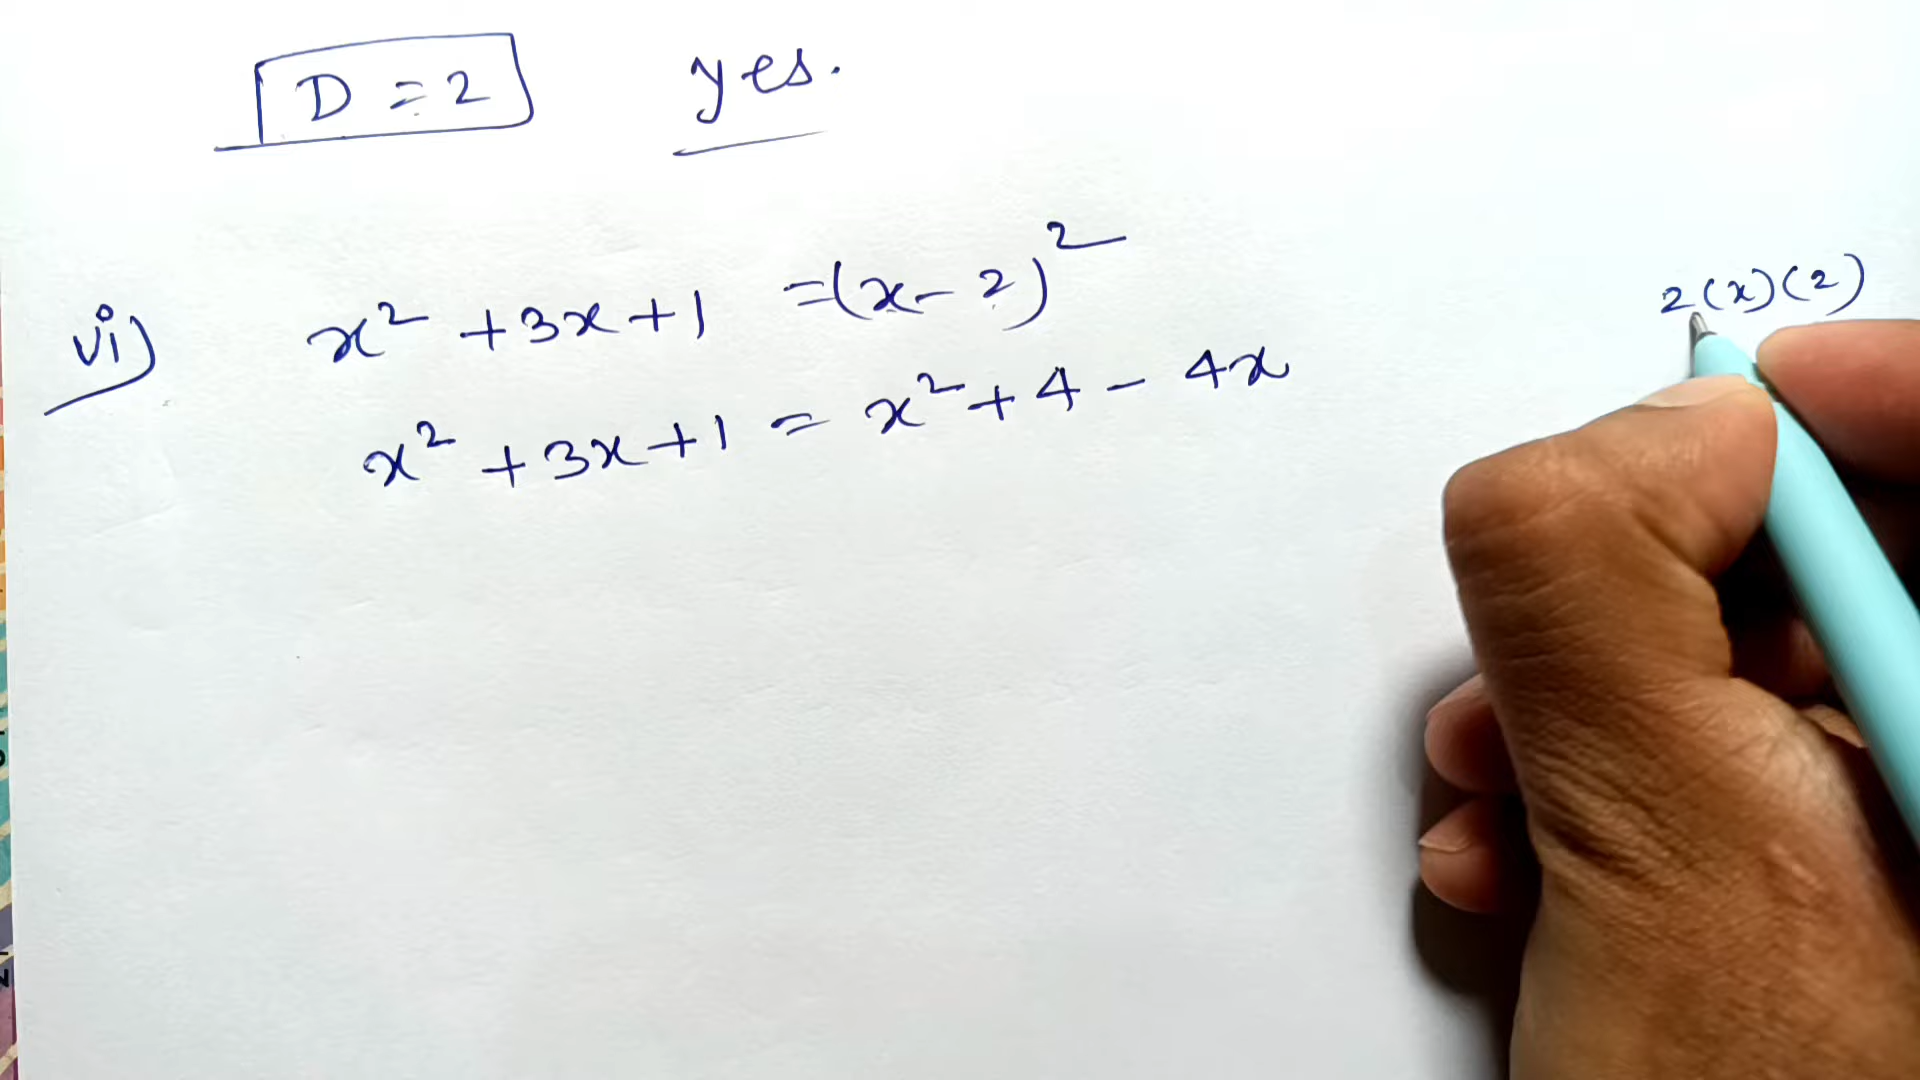 D = 2 yes.
vi) x² + 3x + 1 = (x - 2)²
2(x)(2)
x² + 3x + 1 = x² + 4 - 4x